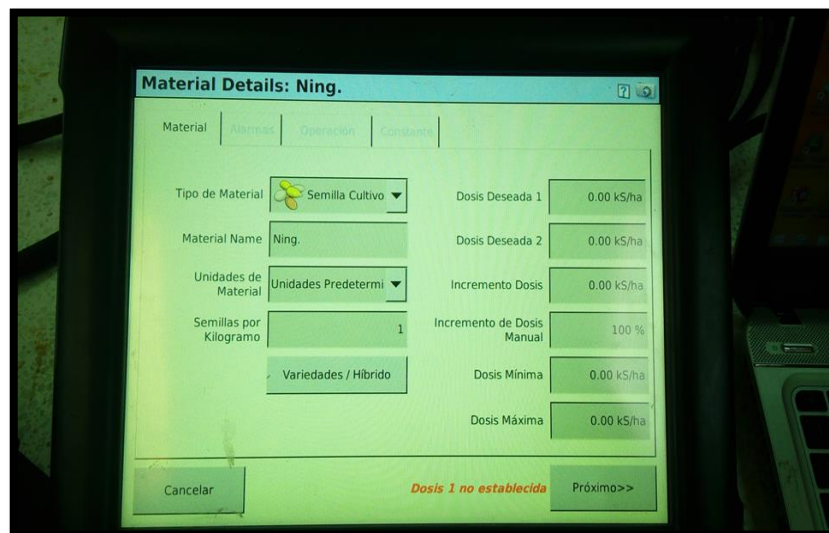 Material Details: Ning.
Material
Alarmas
Operación
Constante
Tipo de Material
Semilla Cultivo
Dosis Deseada 1
0.00 kS/ha
Material Name
Ning.
Dosis Deseada 2
0.00 kS/ha
Unidades de
Material
Unidades Predetermi
Incremento Dosis
0.00 kS/ha
Semillas por
Kilogramo
1
Incremento de Dosis
Manual
100 %
Variedades / Híbrido
Dosis Mínima
0.00 kS/ha
Dosis Máxima
0.00 kS/ha
Cancelar
Dosis 1 no establecida
Próximo>>